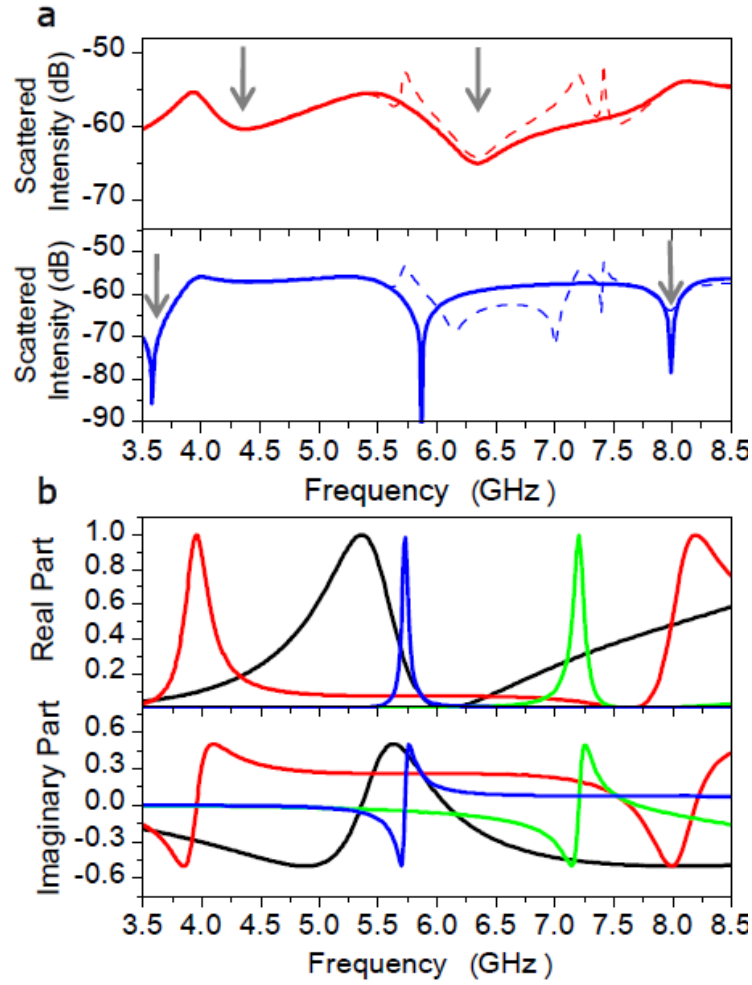 a
Scattered
Intensity (dB)
-50
-60
-70
Scattered
Intensity (dB)
-50
-60
-70
-80
-90
3.5 4.0 4.5 5.0 5.5 6.0 6.5 7.0 7.5 8.0 8.5
Frequency (GHz)
b
Real Part
1.0
0.8
0.6
0.4
0.2
Imaginary Part
0.6
0.3
0.0
-0.3
-0.6
3.5 4.0 4.5 5.0 5.5 6.0 6.5 7.0 7.5 8.0 8.5
Frequency (GHz)